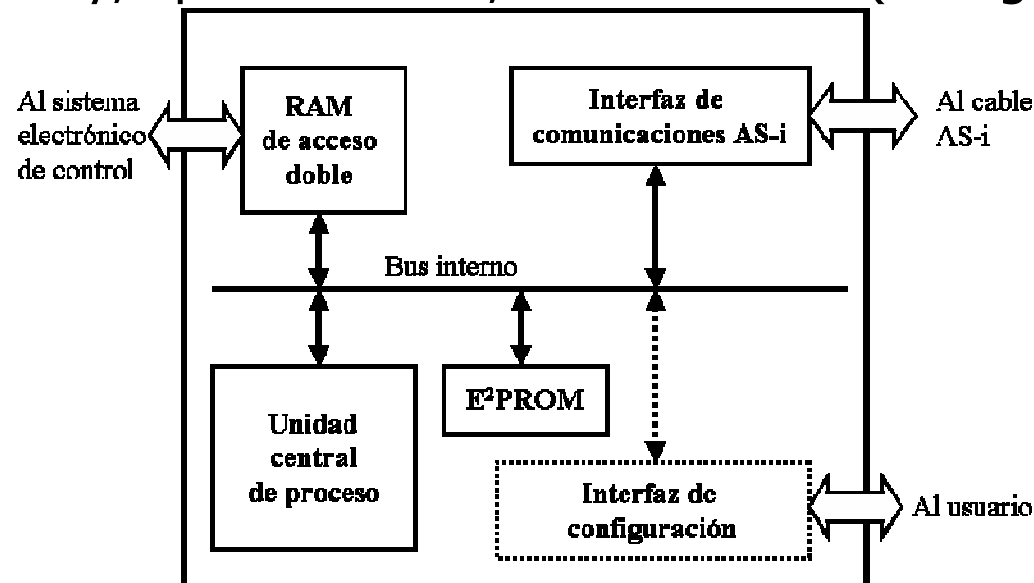 Al sistema
electrónico
de control
RAM
de acceso
doble
Interfaz de
comunicaciones AS-i
Al cable
AS-i
Bus interno
Unidad
central
de proceso
E²PROM
Interfaz de
configuración
Al usuario